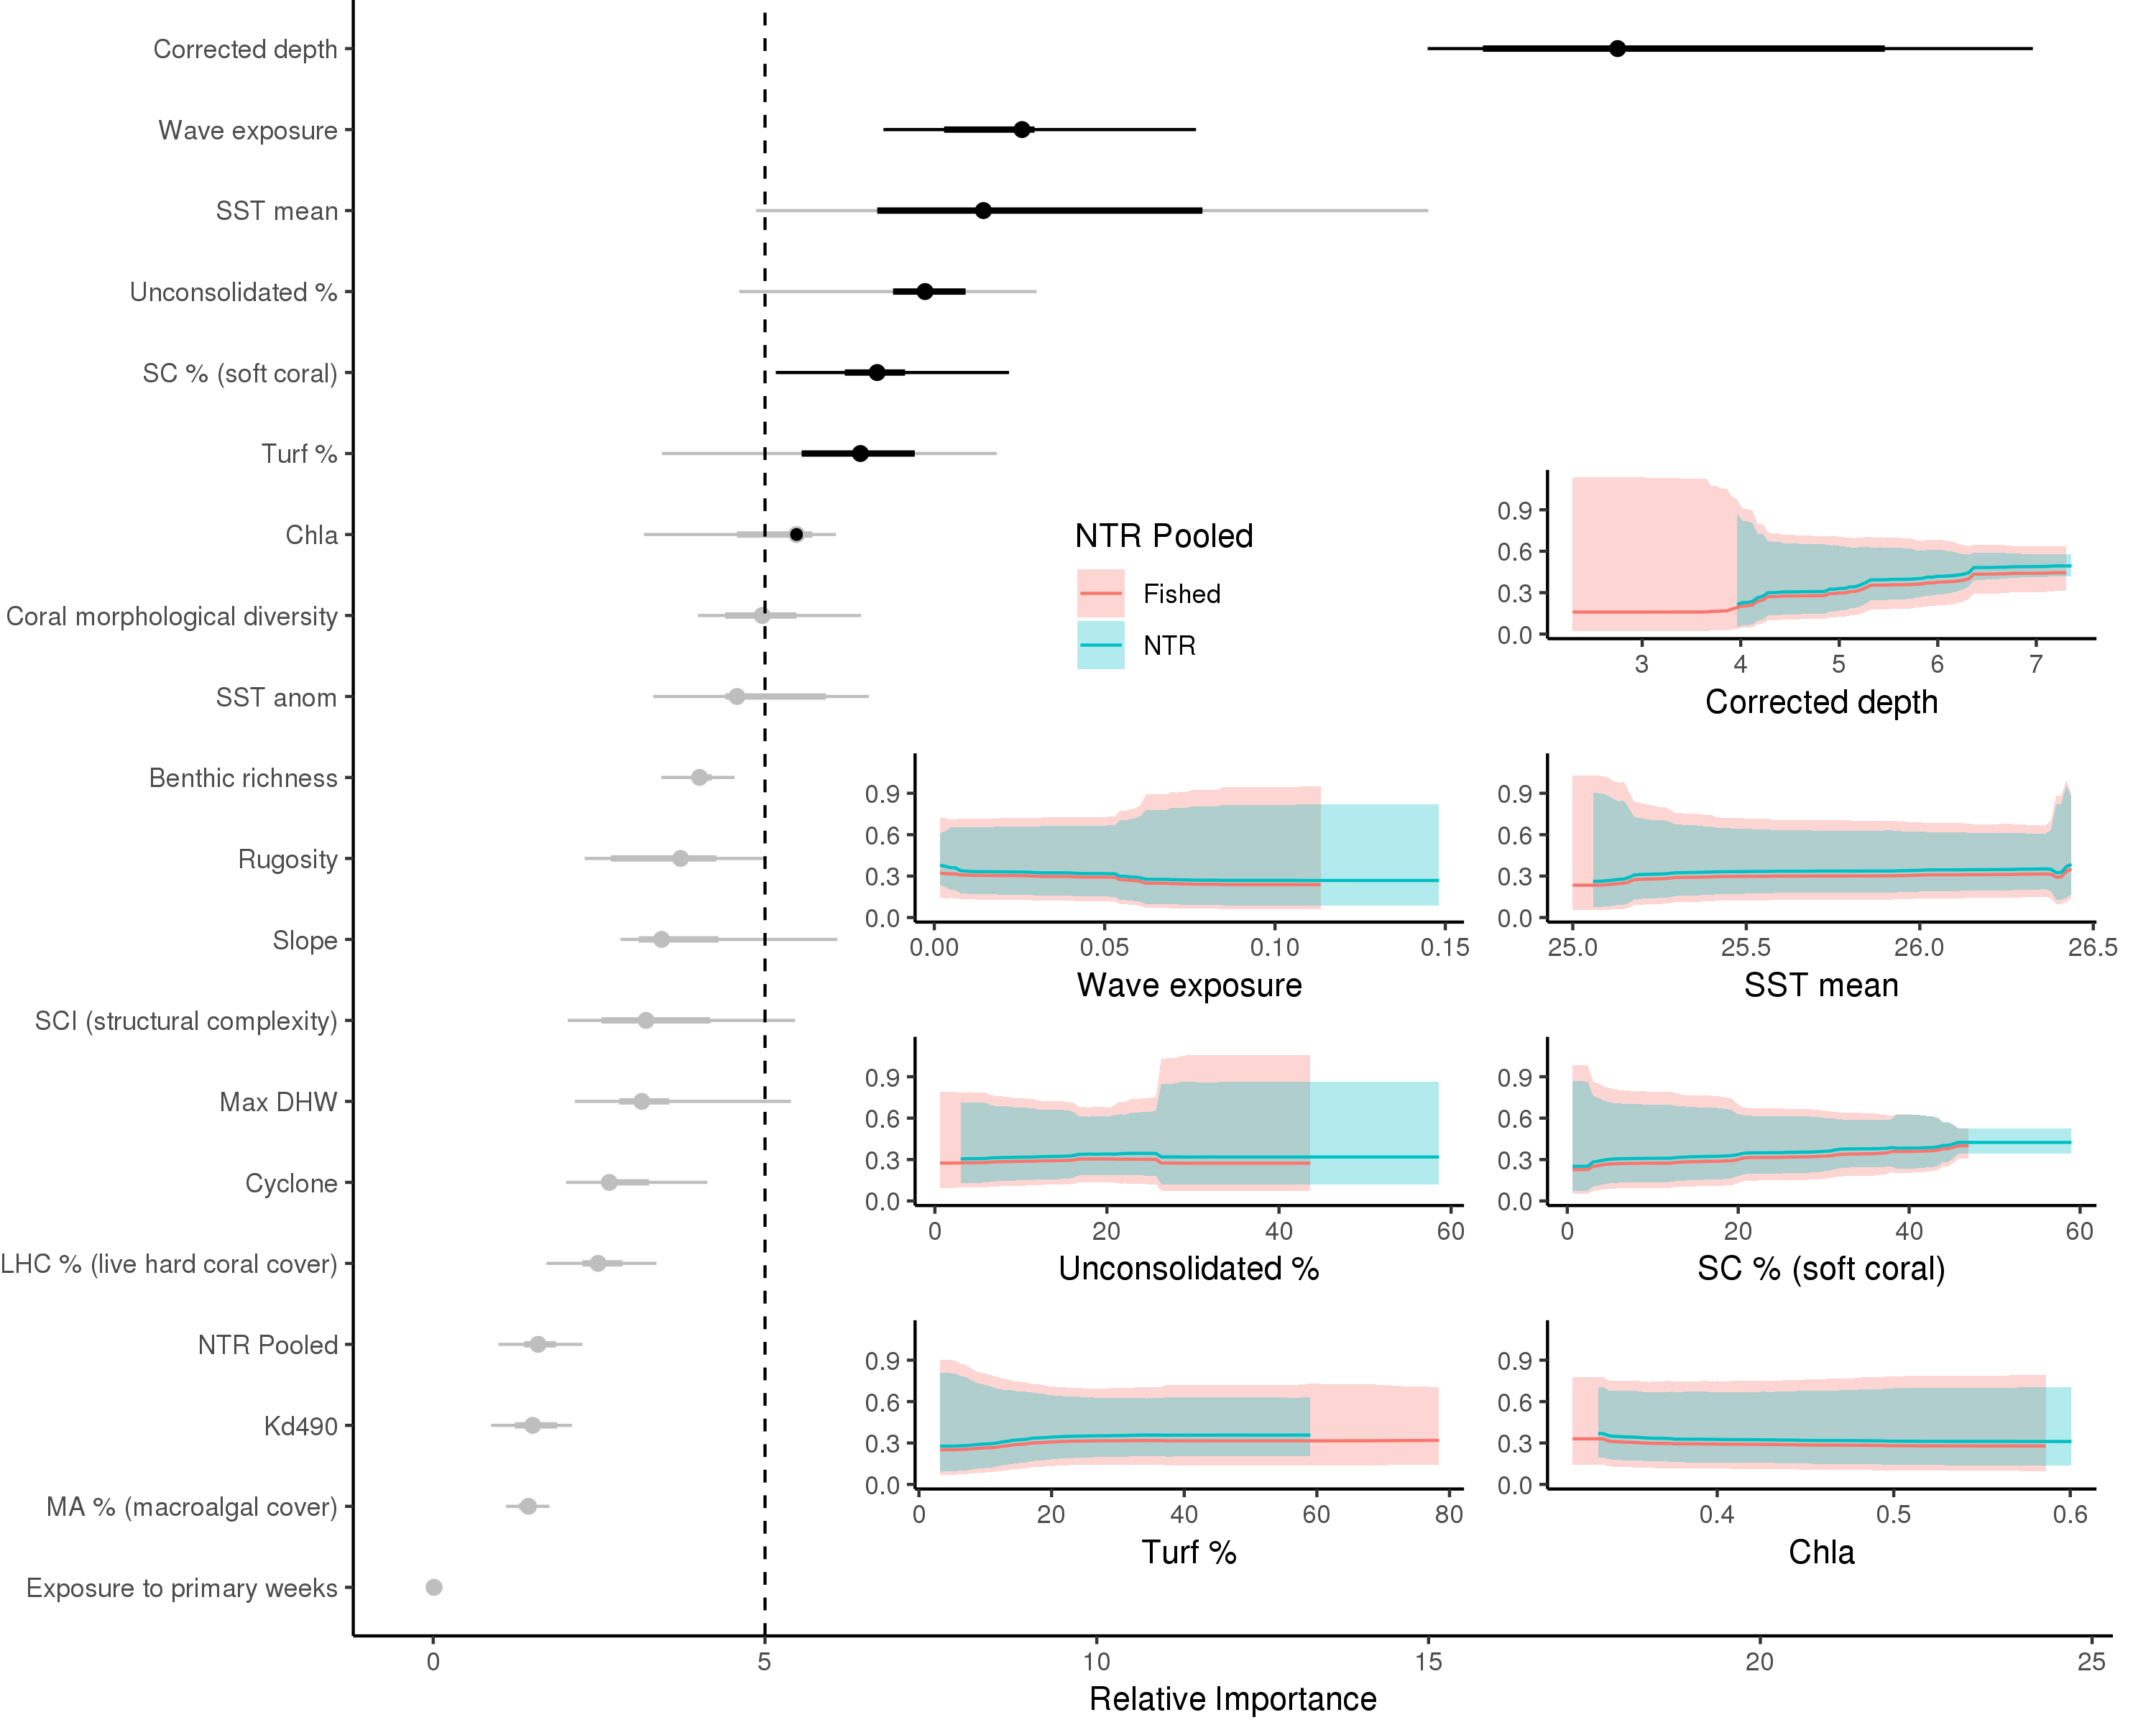 Corrected depth
Wave exposure
SST mean
Unconsolidated %
SC % (soft coral)
Turf %
Chla
Coral morphological diversity
SST anom
Benthic richness
Rugosity
Slope
SCI (structural complexity)
Max DHW
Cyclone
LHC % (live hard coral cover)
NTR Pooled
Kd490
MA % (macroalgal cover)
Exposure to primary weeks
0 5 10 15 20 25
Relative Importance
NTR Pooled
Fished
NTR
0.9
0.6
0.3
0.0
3 4 5 6 7
Corrected depth
0.9
0.6
0.3
0.0
0.00 0.05 0.10 0.15
Wave exposure
0.9
0.6
0.3
0.0
25.0 25.5 26.0 26.5
SST mean
0.9
0.6
0.3
0.0
0 20 40 60
Unconsolidated %
0.9
0.6
0.3
0.0
0 20 40 60
SC % (soft coral)
0.9
0.6
0.3
0.0
0 20 40 60 80
Turf %
0.9
0.6
0.3
0.0
0.4 0.5 0.6
Chla